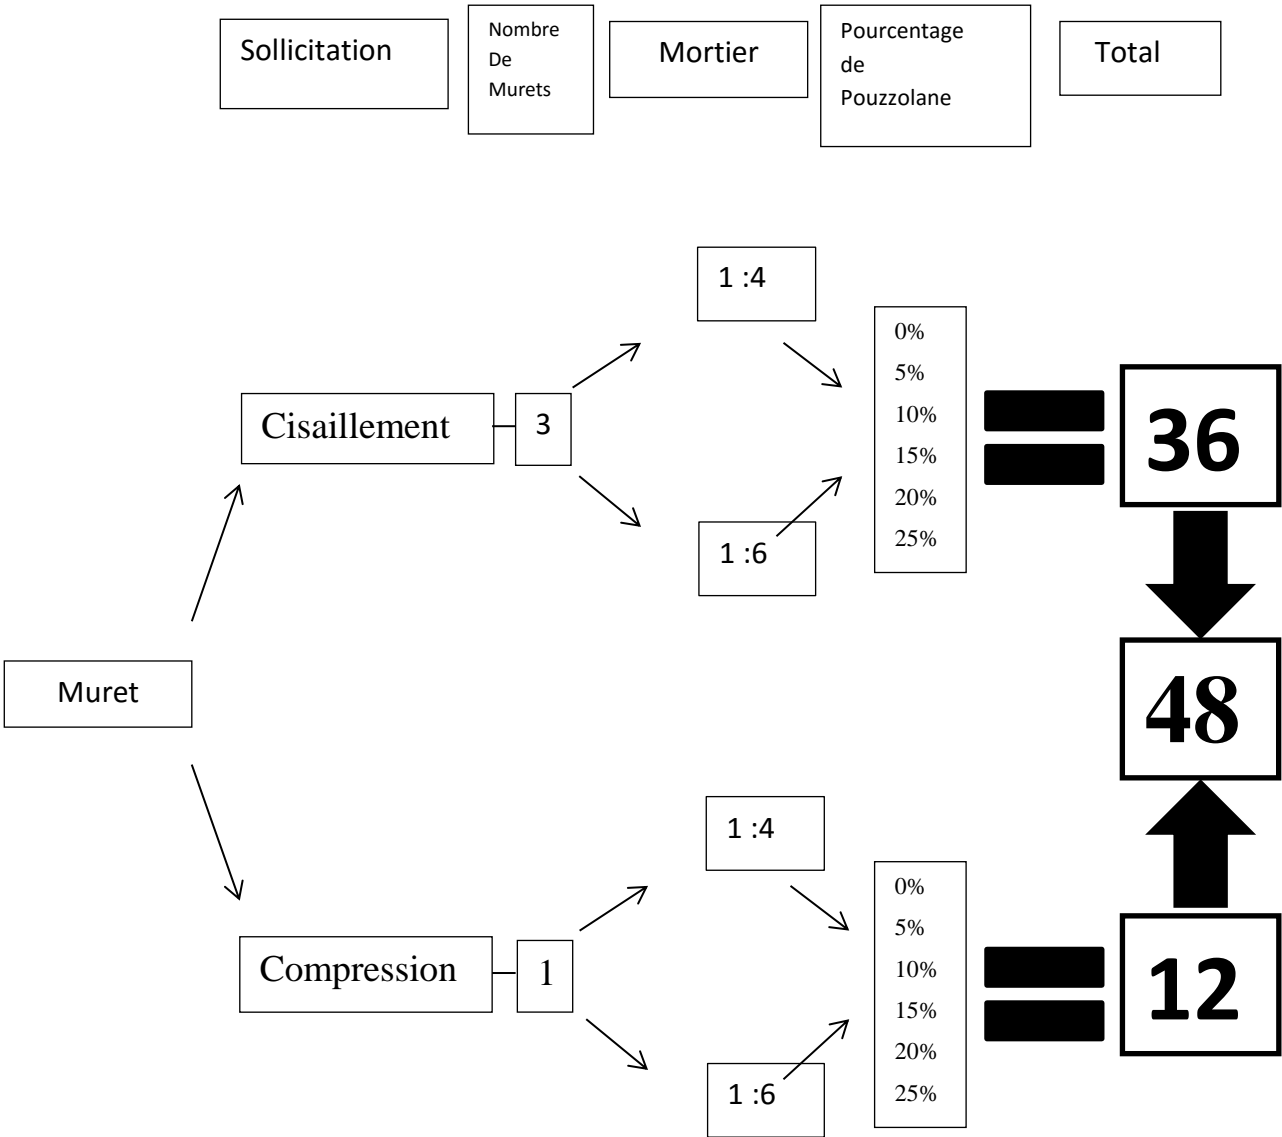 Sollicitation
Nombre
De
Murets
Mortier
Pourcentage
de
Pouzzolane
Total
1 :4
0%
5%
10%
15%
20%
25%
Cisaillement
3
36
1 :6
Muret
48
1 :4
0%
5%
10%
15%
20%
25%
Compression
1
12
1 :6